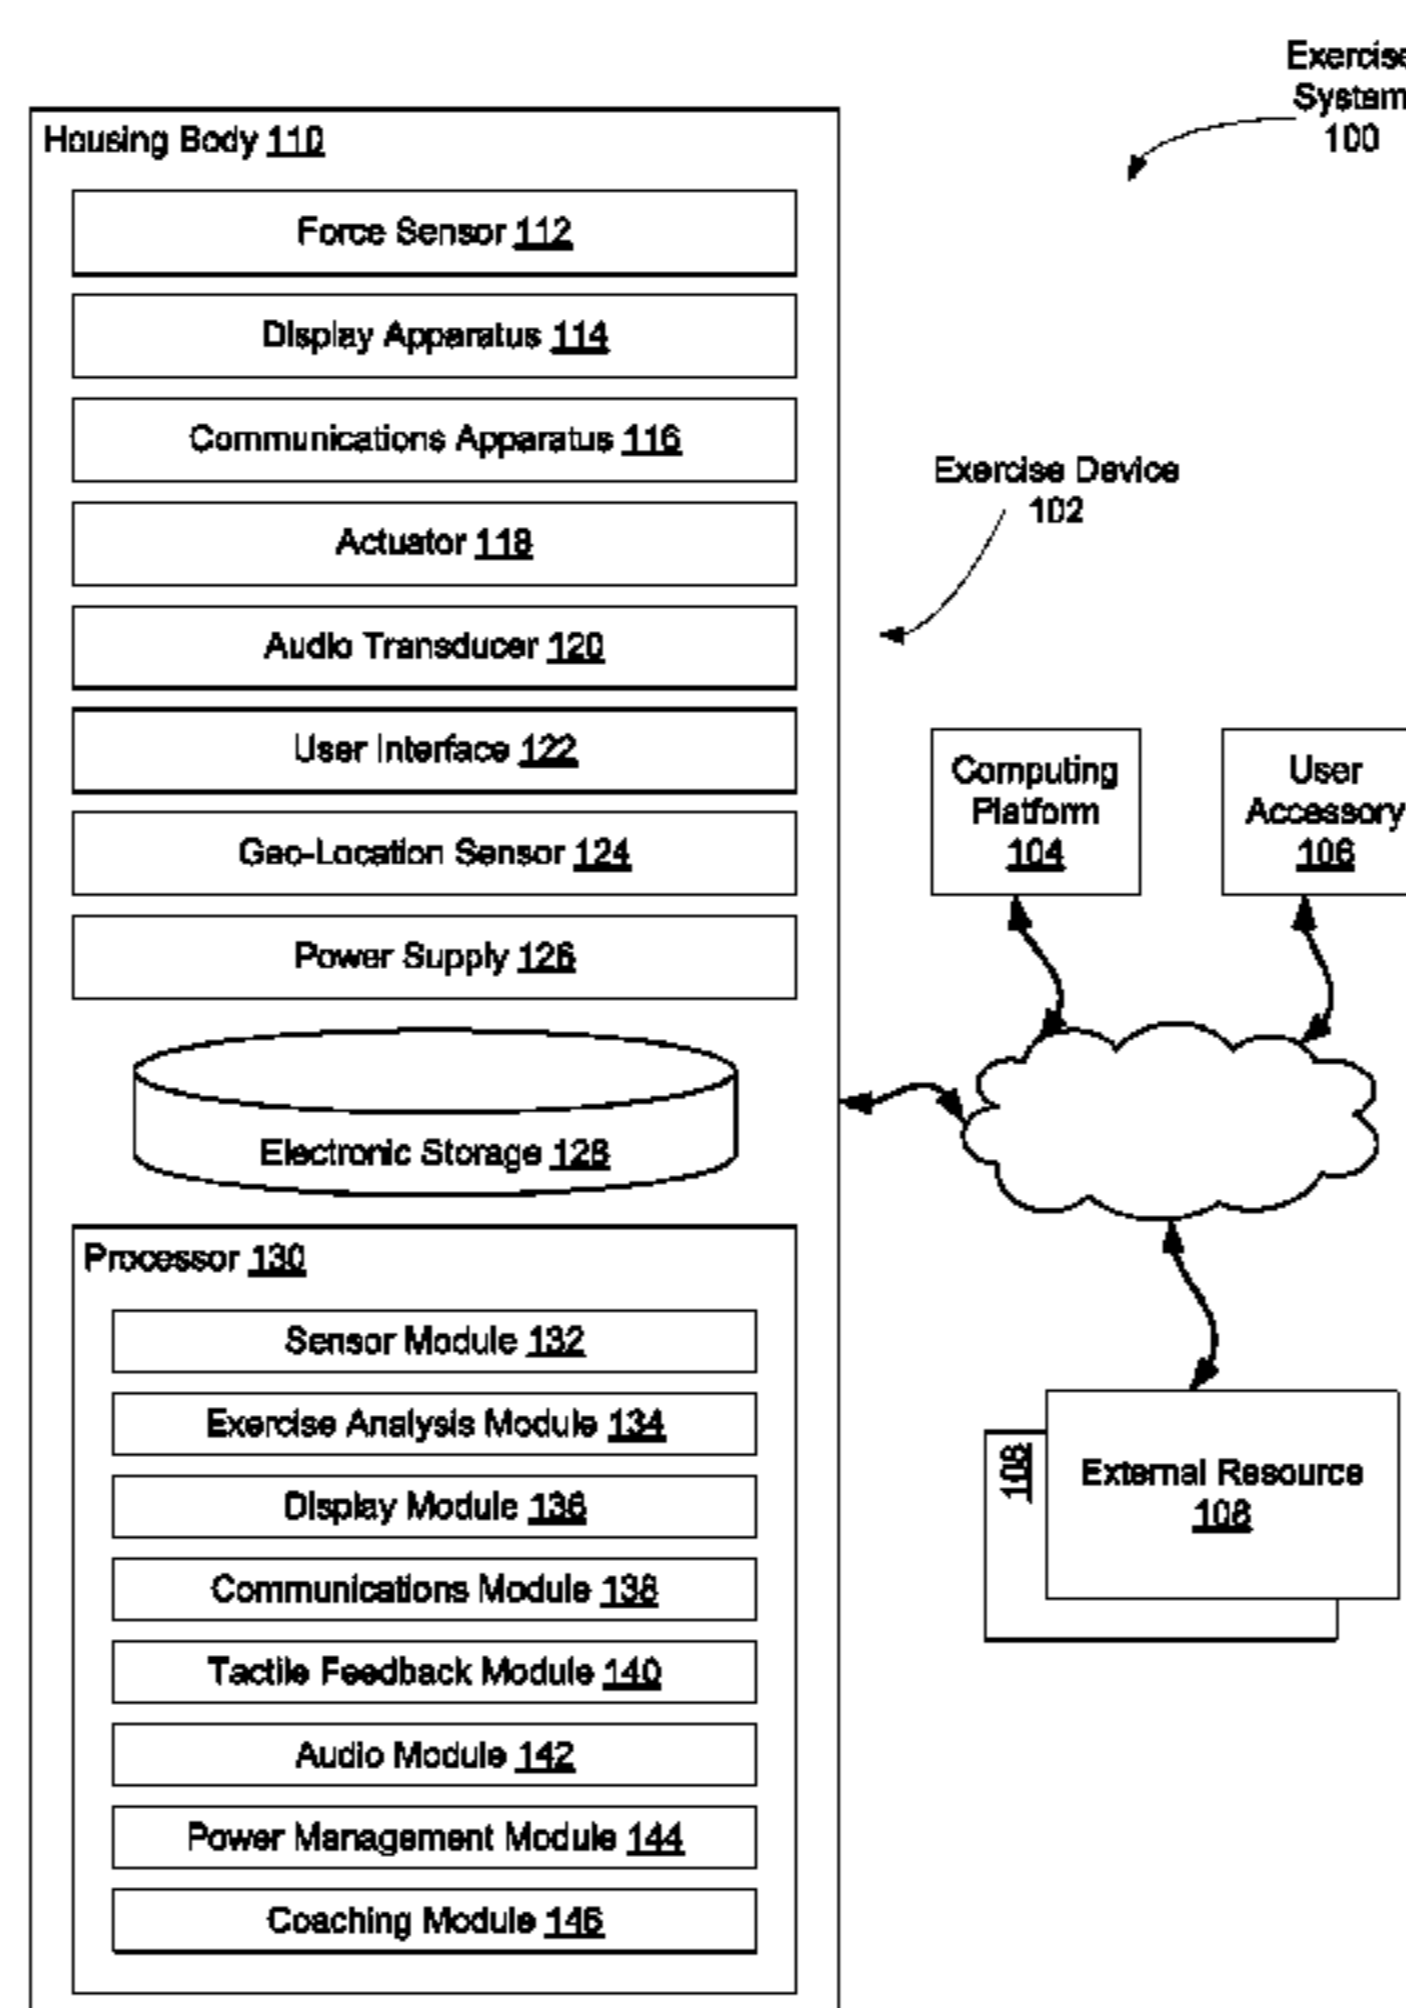 Exercise
System
100
Housing Body 110
Force Sensor 112
Display Apparatus 114
Communications Apparatus 116
Exercise Device
102
Actuator 118
Audio Transducer 120
User Interface 122
Computing
Platform
104
User
Accessory
106
Geo-Location Sensor 124
Power Supply 126
Electronic Storage 128
Processor 130
Sensor Module 132
Exercise Analysis Module 134
Display Module 136
Communications Module 138
Tactile Feedback Module 140
Audio Module 142
Power Management Module 144
Coaching Module 146
108
External Resource
108